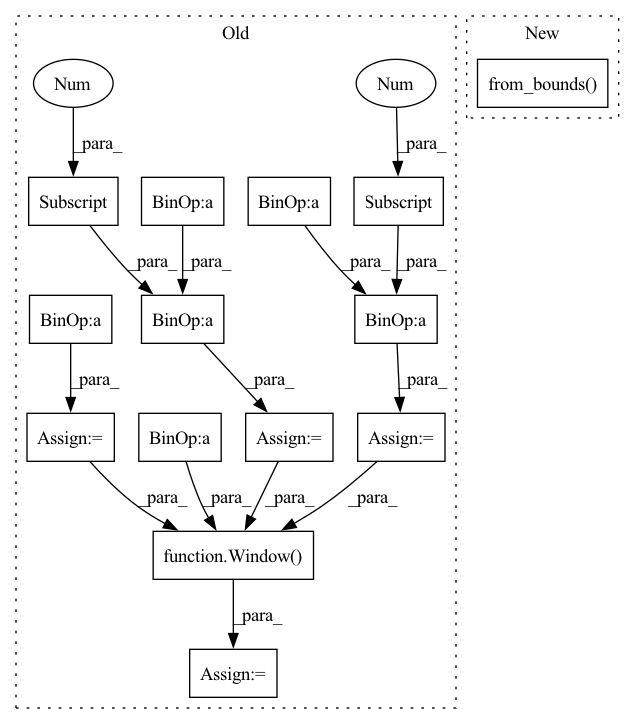 Old
New
Num
Num
from_bounds()
_para_
_para_
Subscript
BinOp:a
BinOp:a
Subscript
_para_
_para_
_para_
_para_
BinOp:a
BinOp:a
BinOp:a
_para_
_para_
_para_
Assign:=
BinOp:a
Assign:=
Assign:=
_para_
_para_
_para_
_para_
function.Window()
_para_
Assign:=